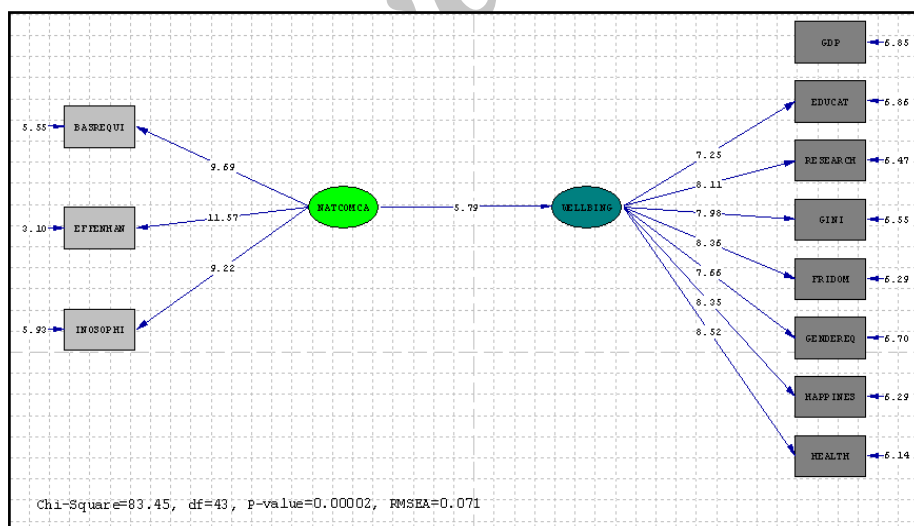 GDP 6.85
5.55 BASREQUI
EDUCAT 6.86
7.25
9.69
RESEARCH 6.47
8.11
NATCOMCA 5.79 WELLBING
7.98
GINI 6.55
3.10 EFFENHAN
11.57
8.36
9.22
7.66
FRIDOM 6.29
8.35
5.93 INOSOPHI
8.52
GENDEREQ 6.70
HAPPINES 6.29
HEALTH 6.14
Chi-Square=83.45, df=43, P-value=0.00002, RMSEA=0.071